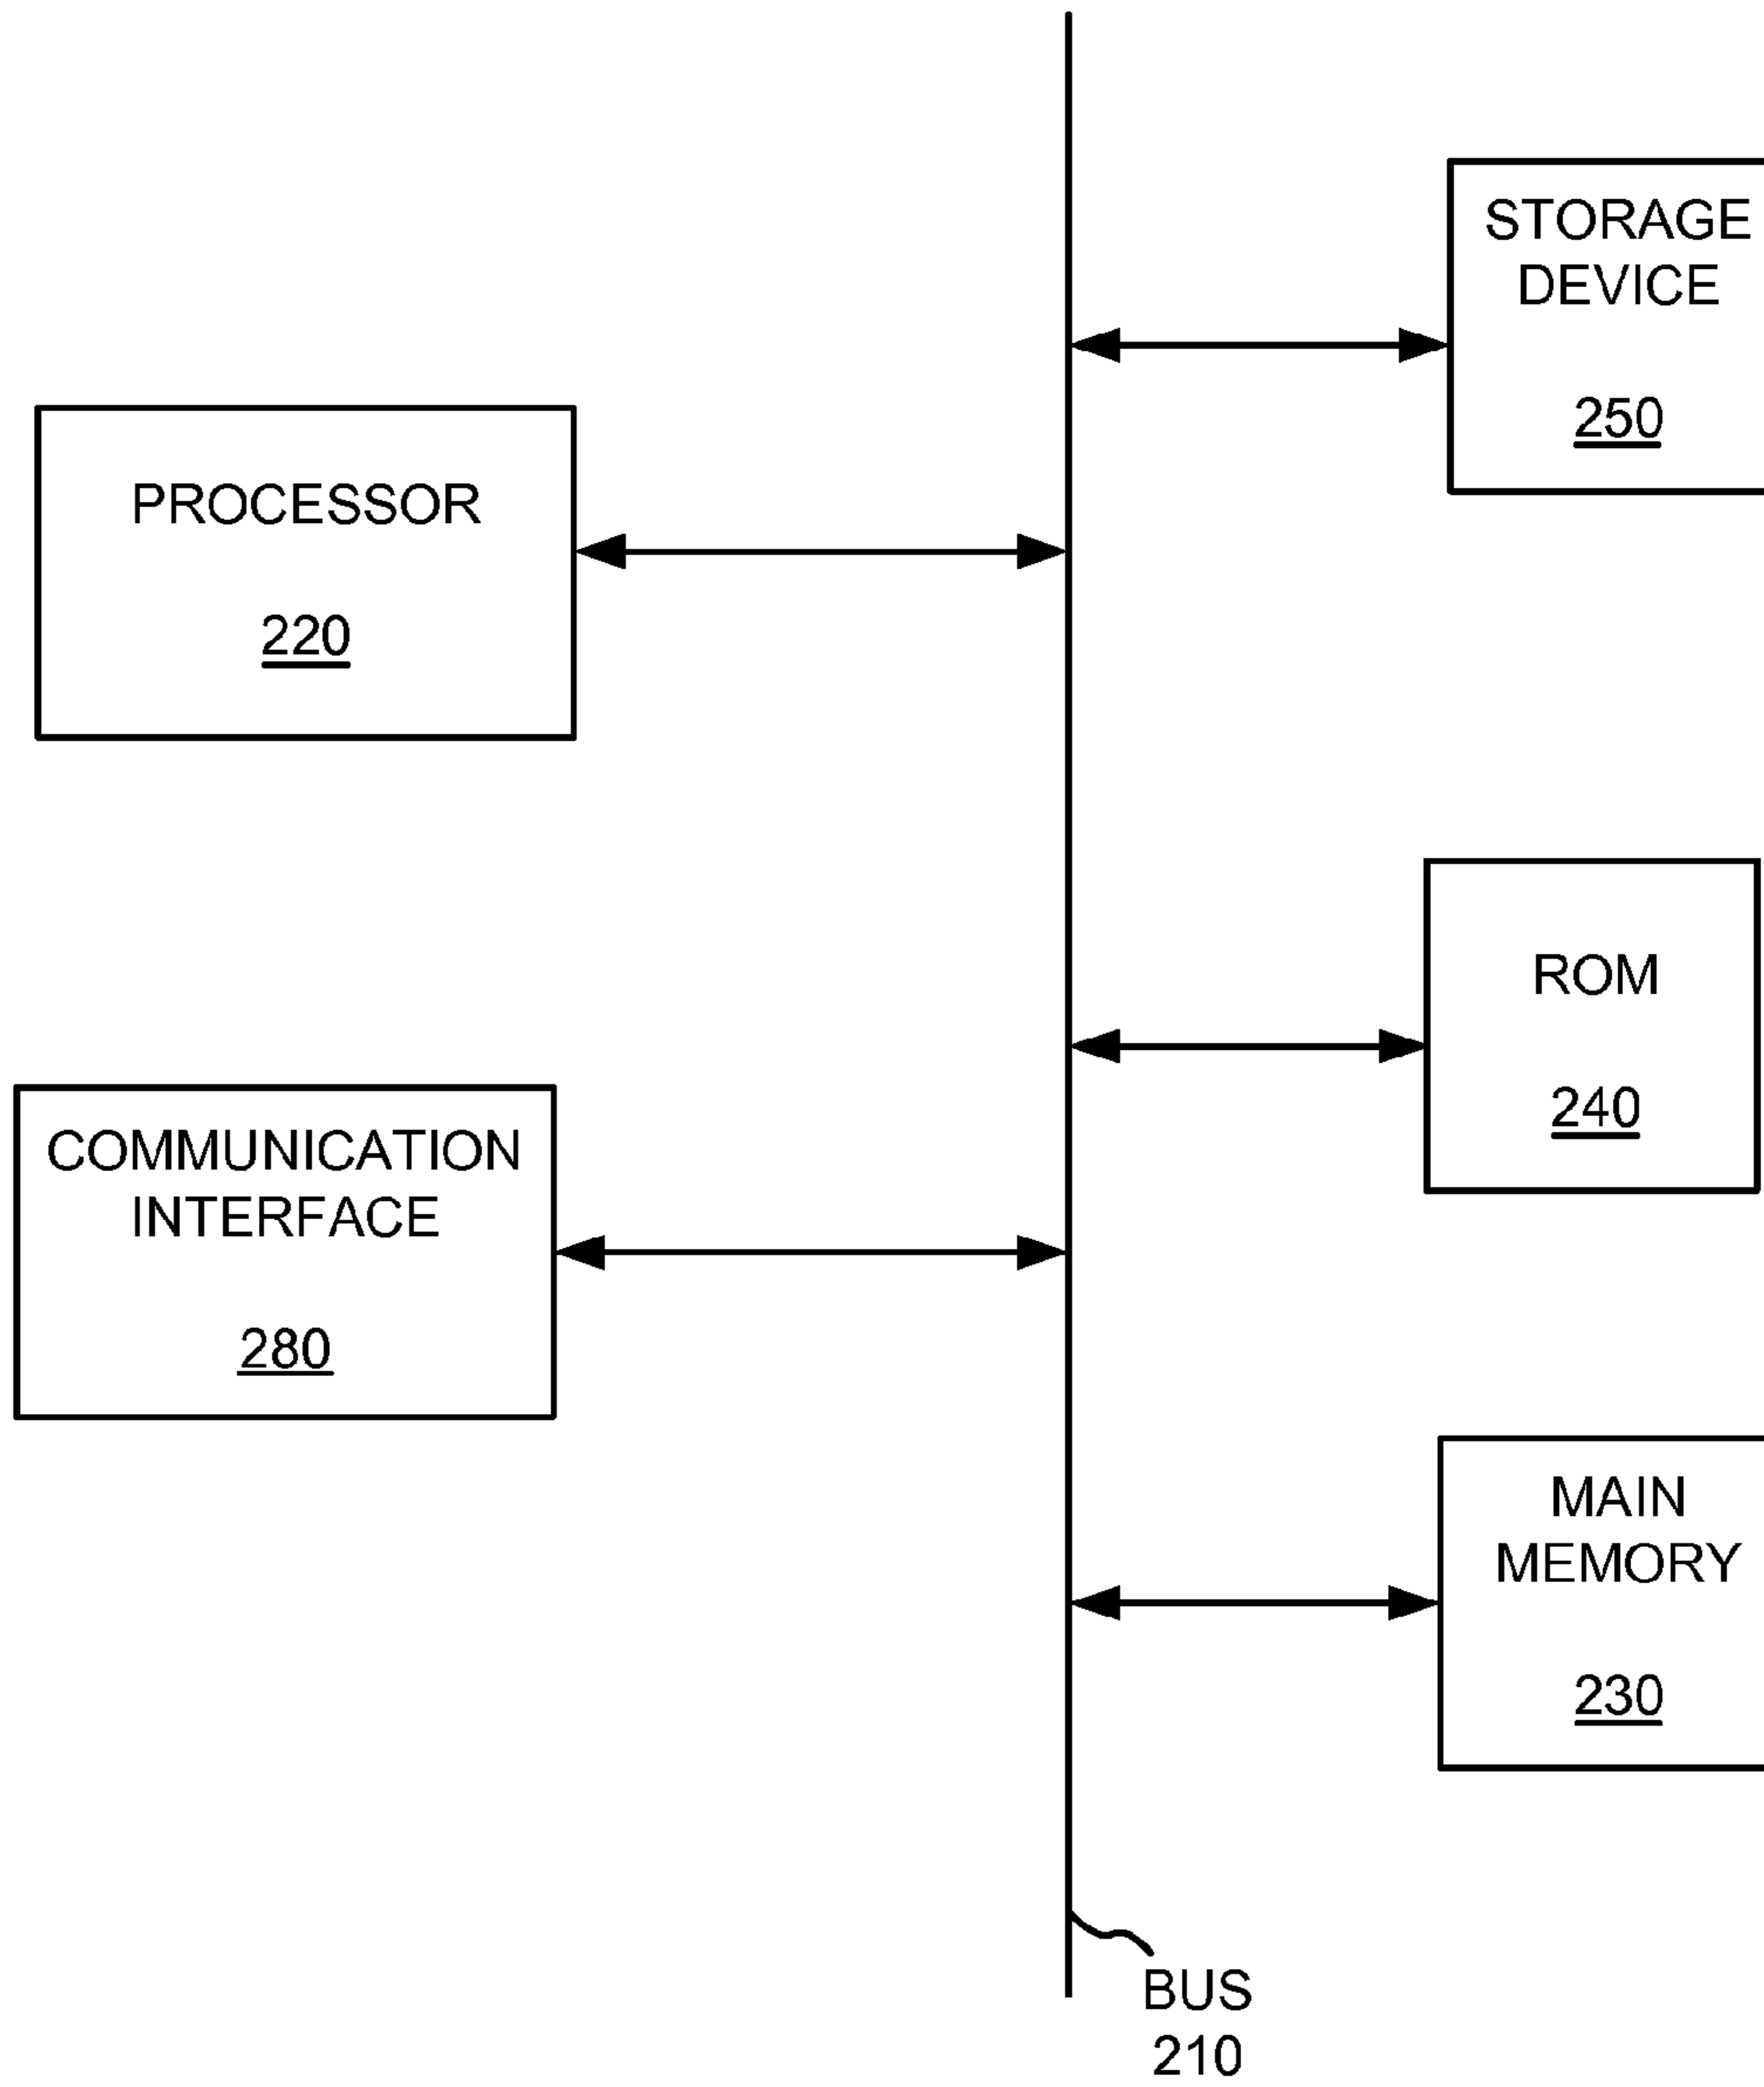 STORAGE
DEVICE
250
PROCESSOR
220
ROM
240
COMMUNICATION
INTERFACE
280
MAIN
MEMORY
230
BUS
210